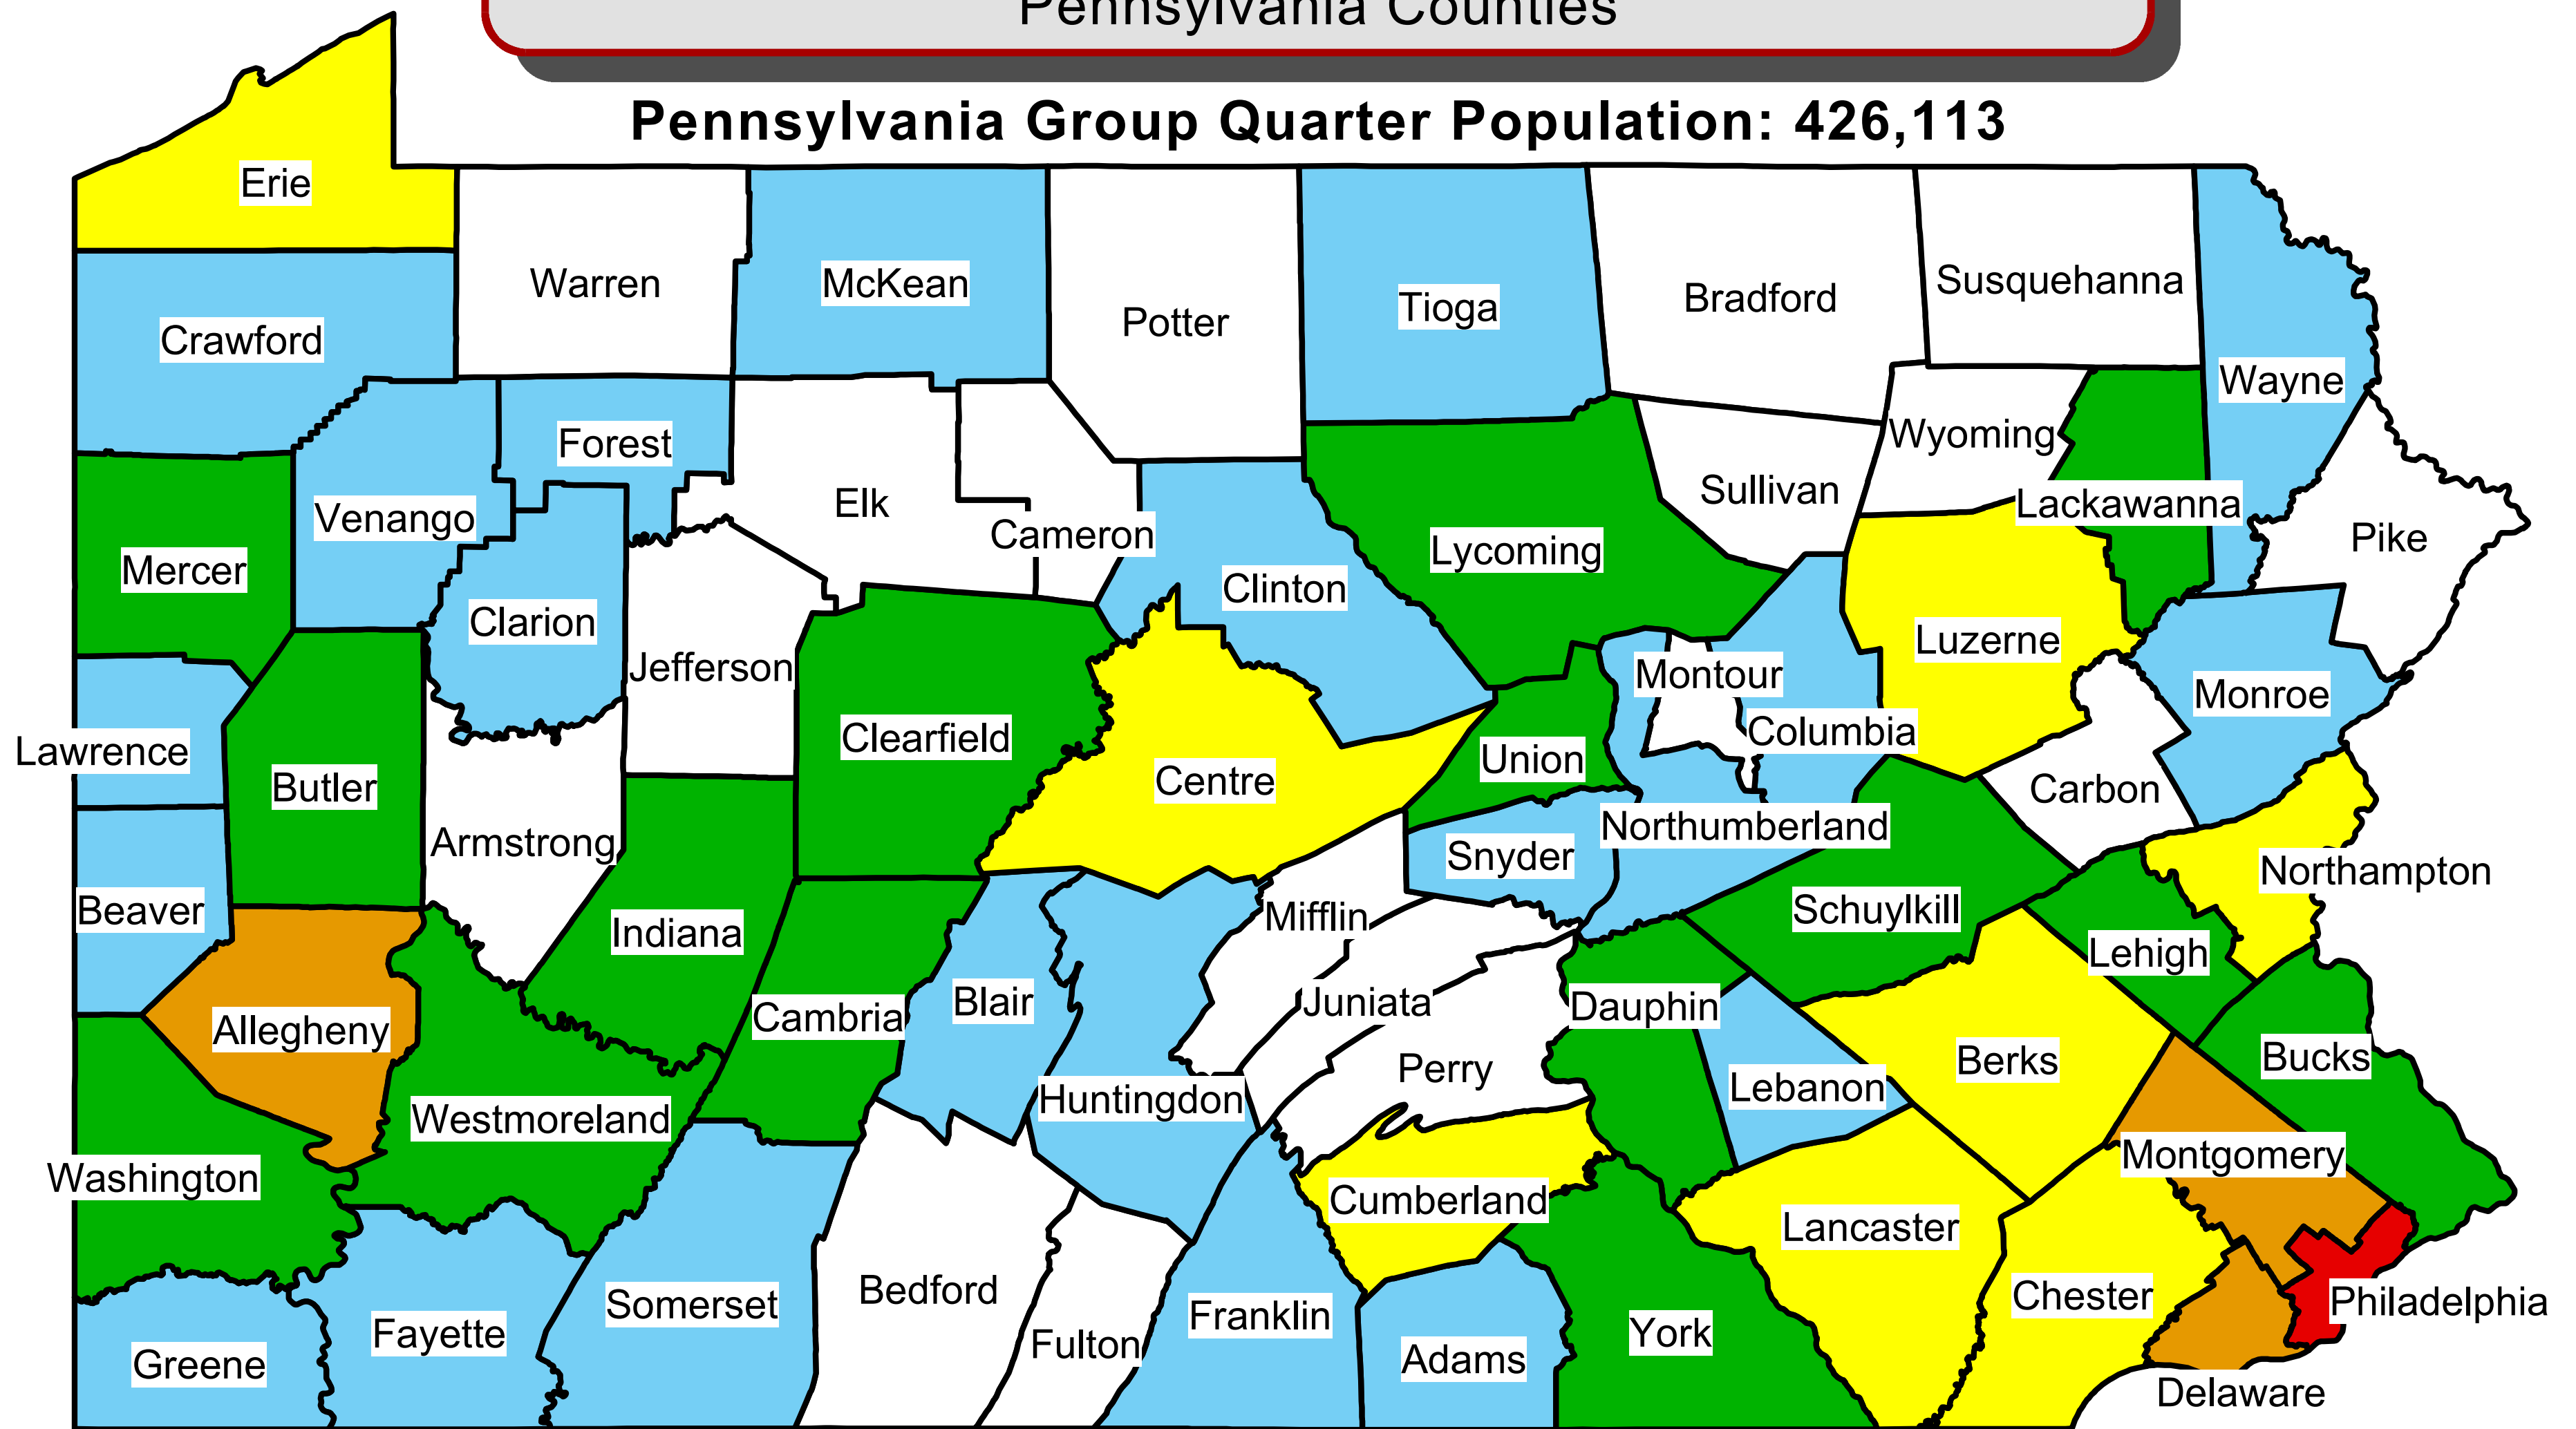 Pennsylvania Counties
Pennsylvania Group Quarter Population: 426,113
Erie
Warren
McKean
Potter
Tioga
Bradford
Susquehanna
Wayne
Crawford
Forest
Elk
Cameron
Sullivan
Wyoming
Lackawanna
Pike
Venango
Mercer
Clarion
Jefferson
Clearfield
Clinton
Lycoming
Luzerne
Monroe
Montour
Columbia
Carbon
Lawrence
Butler
Armstrong
Centre
Union
Snyder
Northumberland
Schuylkill
Northampton
Beaver
Indiana
Cambria
Blair
Huntingdon
Mifflin
Juniata
Perry
Dauphin
Lebanon
Berks
Lehigh
Bucks
Allegheny
Westmoreland
Washington
Cumberland
Lancaster
Montgomery
Chester
Philadelphia
Delaware
Greene
Fayette
Somerset
Bedford
Fulton
Franklin
Adams
York